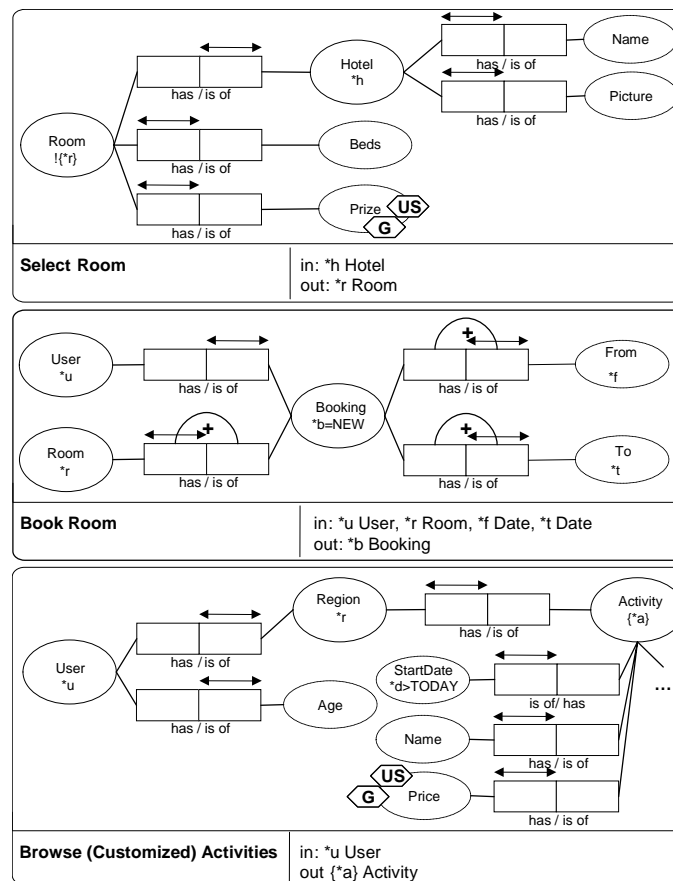 Name
Hotel
*h
has / is of
has / is of
Picture
Room
!{*r}
Beds
has / is of
has / is of
Prize
US
G
has / is of
Select Room
in: *h Hotel
out: *r Room
User
*u
has / is of
+
From
*f
has / is of
Booking
*b=NEW
Room
*r
+
has / is of
+
To
*t
has / is of
Book Room
in: *u User, *r Room, *f Date, *t Date
out: *b Booking
Region
*r
Activity
{*a}
has / is of
has / is of
User
*u
StartDate
*d>TODAY
is of/ has
...
Age
has / is of
Name
has / is of
US
G
Price
has / is of
Browse (Customized) Activities
in: *u User
out {*a} Activity